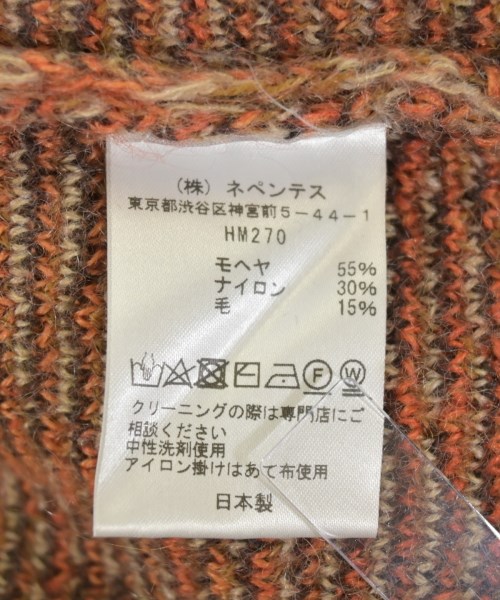 (株) ネペンテス
東京都渋谷区神宮前5-44-1
HM270
モヘヤ 55%
ナイロン 30%
毛 15%
F W
クリーニングの際は専門店にご
相談ください
中性洗剤使用
アイロン掛けはあて布使用
日本製